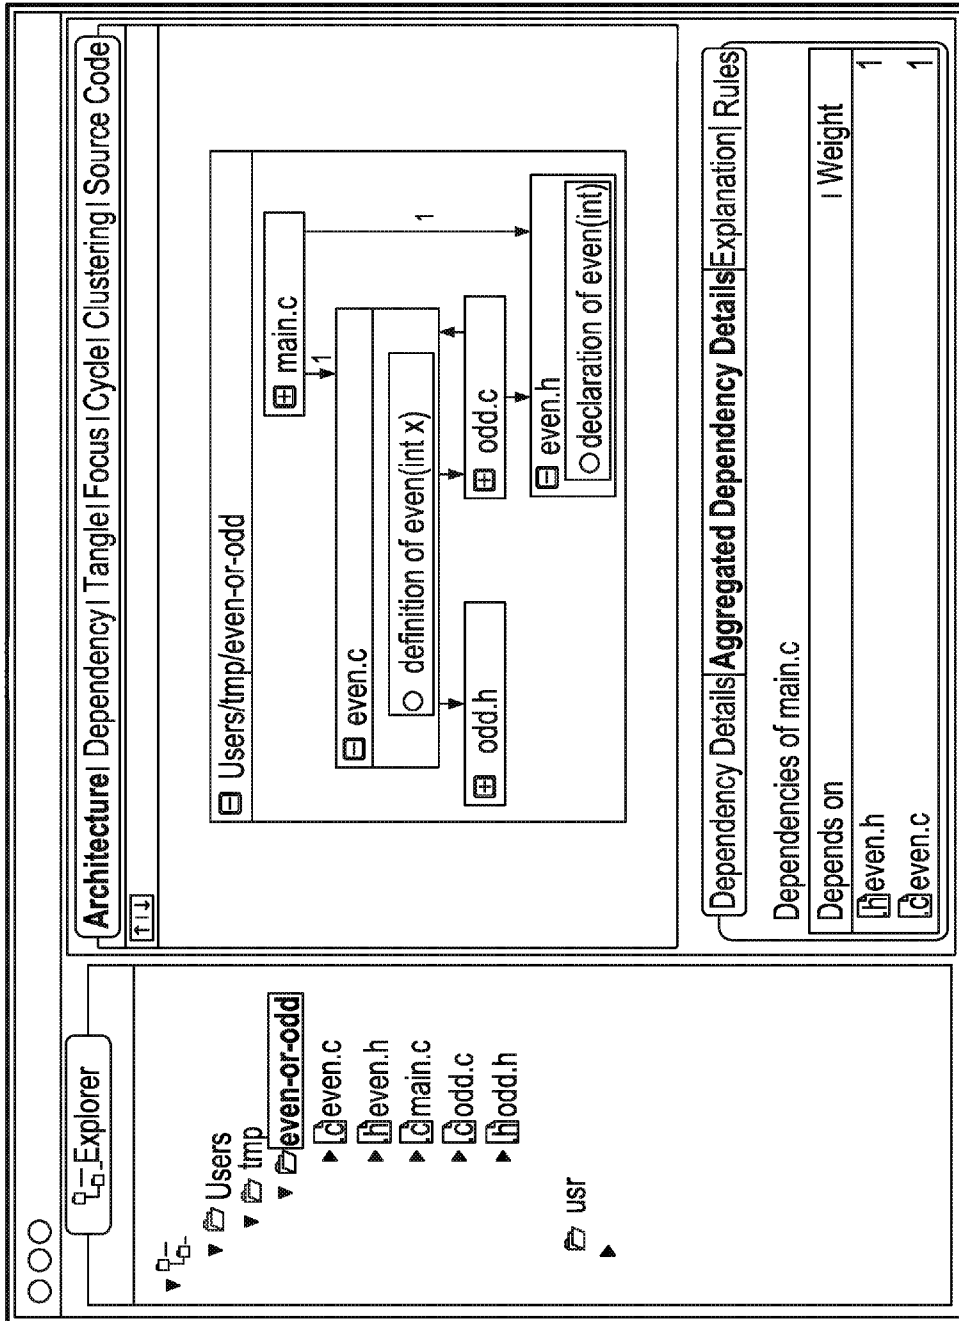 Explorer
Users
tmp
even-or-odd
.c even.c
.h even.h
.c main.c
.c odd.c
.h odd.h
usr
Architecture | Dependency | Tangle | Focus | Cycle | Clustering | Source Code
Users/tmp/even-or-odd
main.c
1
1
even.c
definition of even(int x)
odd.h
odd.c
even.h
declaration of even(int)
Dependency Details | Aggregated Dependency Details | Explanation | Rules
Dependencies of main.c
Depends on | Weight
.h even.h 1
.c even.c 1